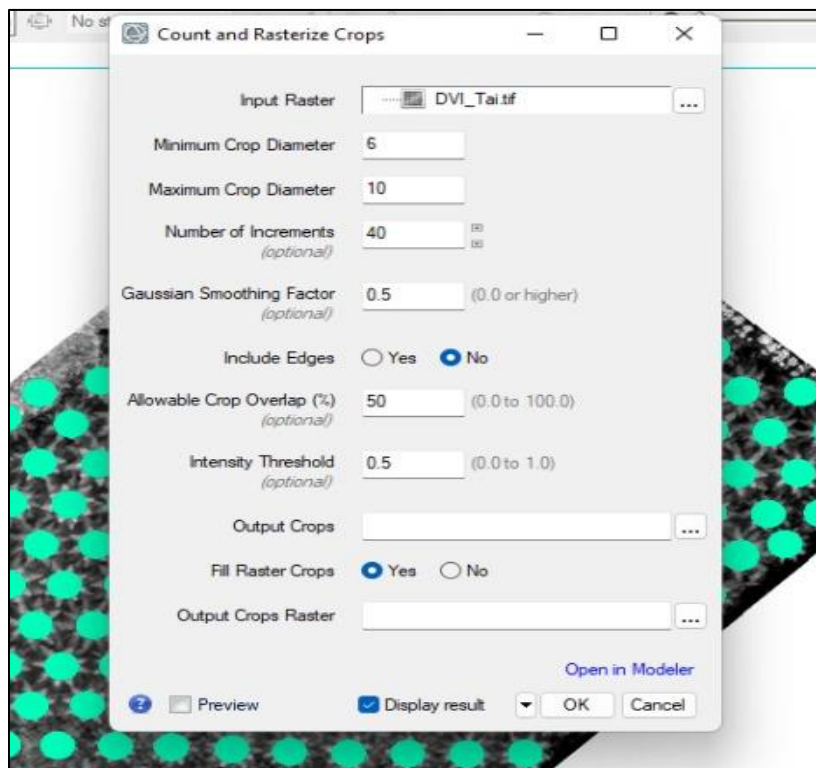 No st
Count and Rasterize Crops
Input Raster DVI_Tai.tif ...
Minimum Crop Diameter 6
Maximum Crop Diameter 10
Number of Increments 40
(optional)
Gaussian Smoothing Factor 0.5 (0.0 or higher)
(optional)
Include Edges Yes No
Allowable Crop Overlap (%) 50 (0.0 to 100.0)
(optional)
Intensity Threshold 0.5 (0.0 to 1.0)
(optional)
Output Crops ...
Fill Raster Crops Yes No
Output Crops Raster ...
Open in Modeler
? Preview Display result OK Cancel